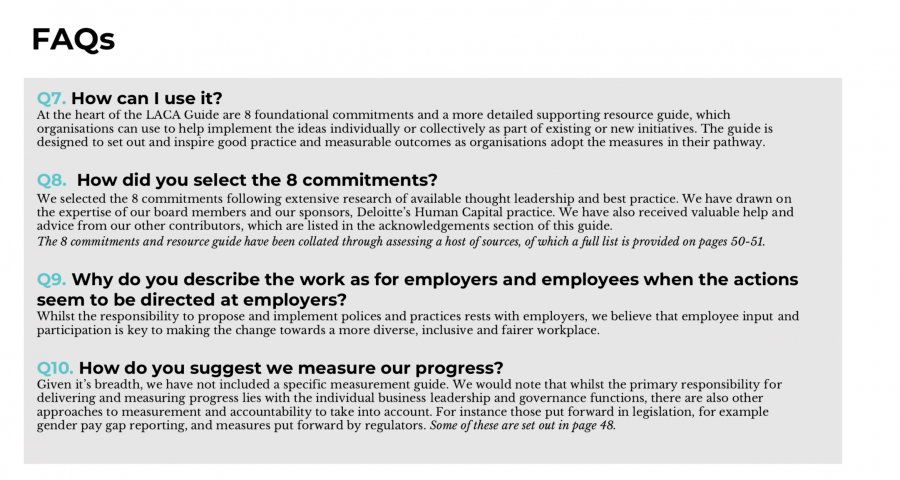 FAQs
Q7. How can I use it?
At the heart of the LACA Guide are 8 foundational commitments and a more detailed supporting resource guide, which
organisations can use to help implement the ideas individually or collectively as part of existing or new initiatives. The guide is
designed to set out and inspire good practice and measurable outcomes as organisations adopt the measures in their pathway.
Q8. How did you select the 8 commitments?
We selected the 8 commitments following extensive research of available thought leadership and best practice. We have drawn on
the expertise of our board members and our sponsors, Deloitte's Human Capital practice. We have also received valuable help and
advice from our other contributors, which are listed in the acknowledgements section of this guide.
The 8 commitments and resource guide have been collated through assessing a host of sources, of which a full list is provided on pages 50-51.
Q9. Why do you describe the work as for employers and employees when the actions
seem to be directed at employers?
Whilst the responsibility to propose and implement polices and practices rests with employers, we believe that employee input and
participation is key to making the change towards a more diverse, inclusive and fairer workplace.
Q10. How do you suggest we measure our progress?
Given it's breadth, we have not included a specific measurement guide. We would note that whilst the primary responsibility for
delivering and measuring progress lies with the individual business leadership and governance functions, there are also other
approaches to measurement and accountability to take into account. For instance those put forward in legislation, for example
gender pay gap reporting, and measures put forward by regulators. Some of these are set out in page 48.